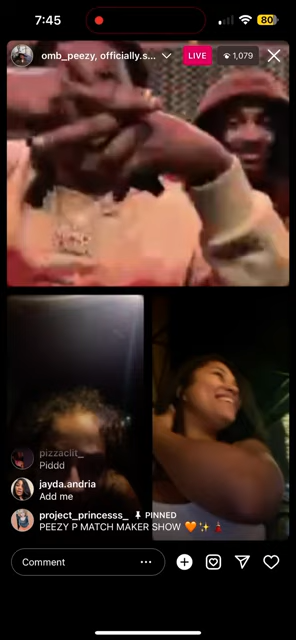 7:45
80
omb_peezy, officially.s...
LIVE
1,079
pizzaclit_
Piddd
jayda.andria
Add me
project_princesss_ PINNED
PEEZY P MATCH MAKER SHOW 🧡✨💃
Comment